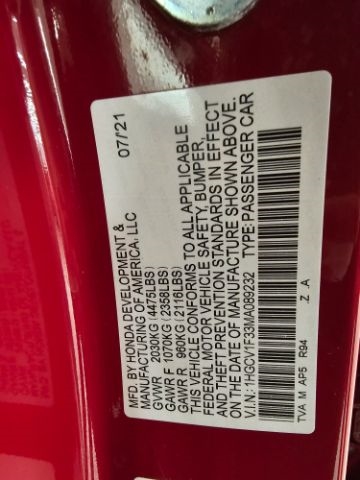 MFD. BY HONDA DEVELOPMENT & 07/21
MANUFACTURING OF AMERICA, LLC
GVWR 2030KG (4475LBS)
GAWR F 1070KG (2358LBS)
GAWR R 960KG (2116LBS)
THIS VEHICLE CONFORMS TO ALL APPLICABLE
FEDERAL MOTOR VEHICLE SAFETY, BUMPER,
AND THEFT PREVENTION STANDARDS IN EFFECT
ON THE DATE OF MANUFACTURE SHOWN ABOVE.
V.I.N.:1HGCV1F33MA089232 TYPE:PASSENGER CAR
TVA M AP5 R94 .Z .A